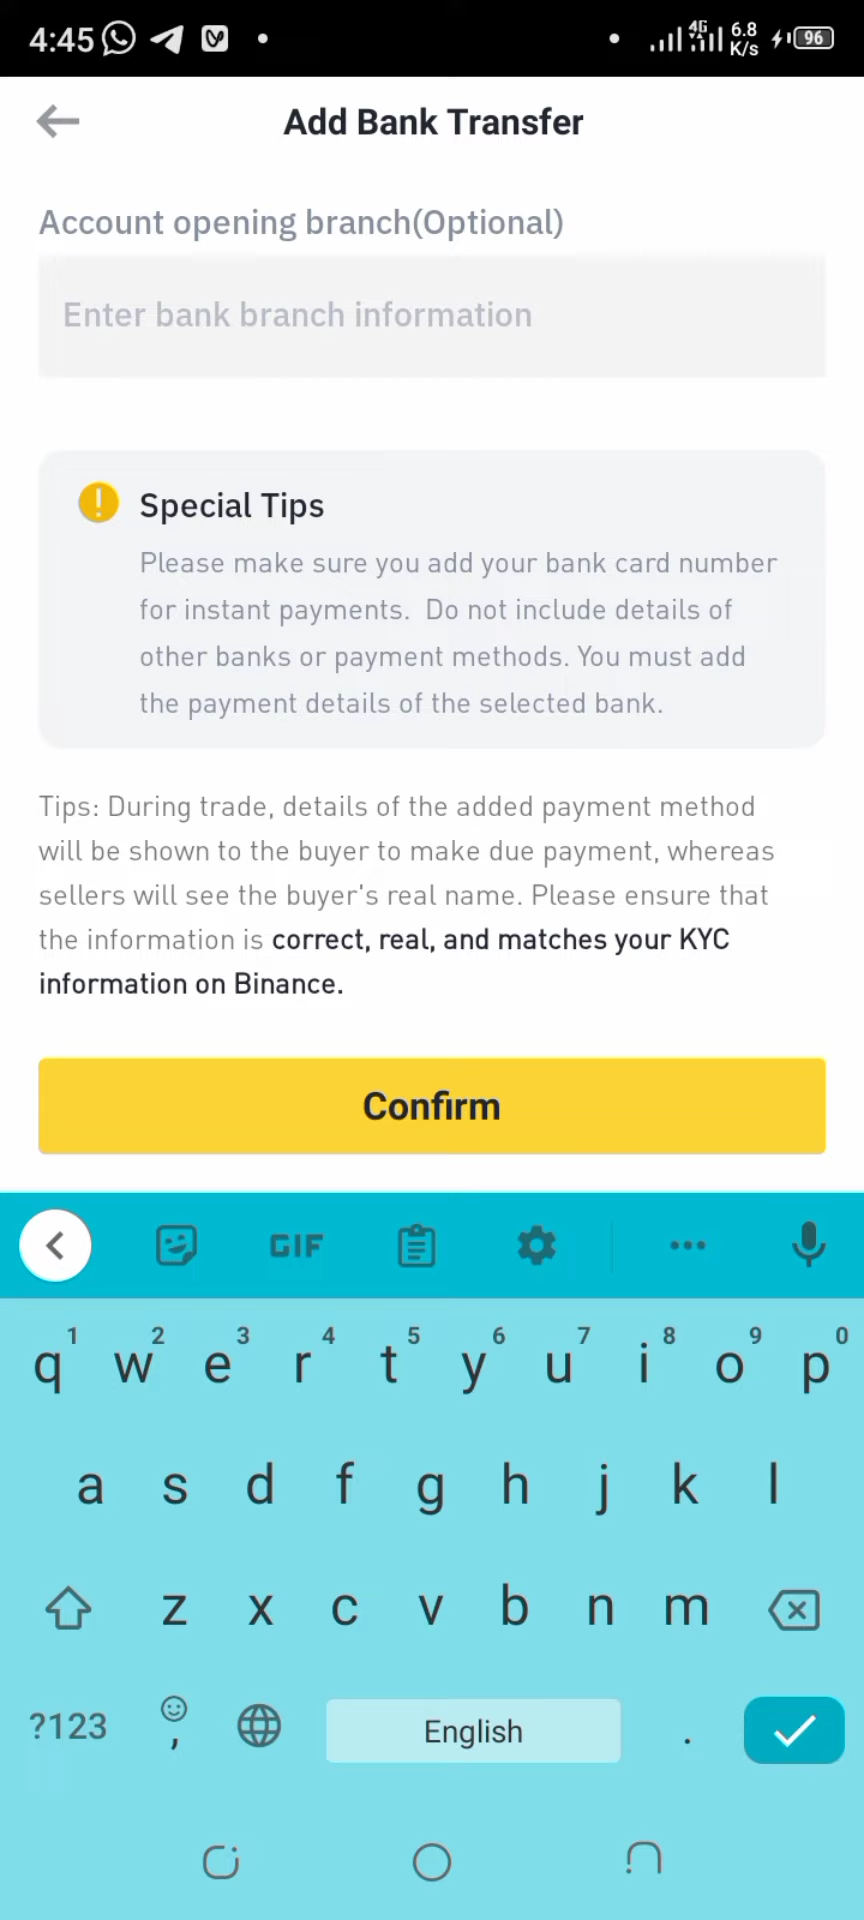 4:45 4G 6.8 K/s 96
Add Bank Transfer
Account opening branch(Optional)
Enter bank branch information
Special Tips
Please make sure you add your bank card number
for instant payments.  Do not include details of
other banks or payment methods. You must add
the payment details of the selected bank.
Tips: During trade, details of the added payment method
will be shown to the buyer to make due payment, whereas
sellers will see the buyer's real name. Please ensure that
the information is correct, real, and matches your KYC
information on Binance.
Confirm
GIF
1 2 3 4 5 6 7 8 9 0
q w e r t y u i o p
a s d f g h j k l
z x c v b n m
?123 , English .